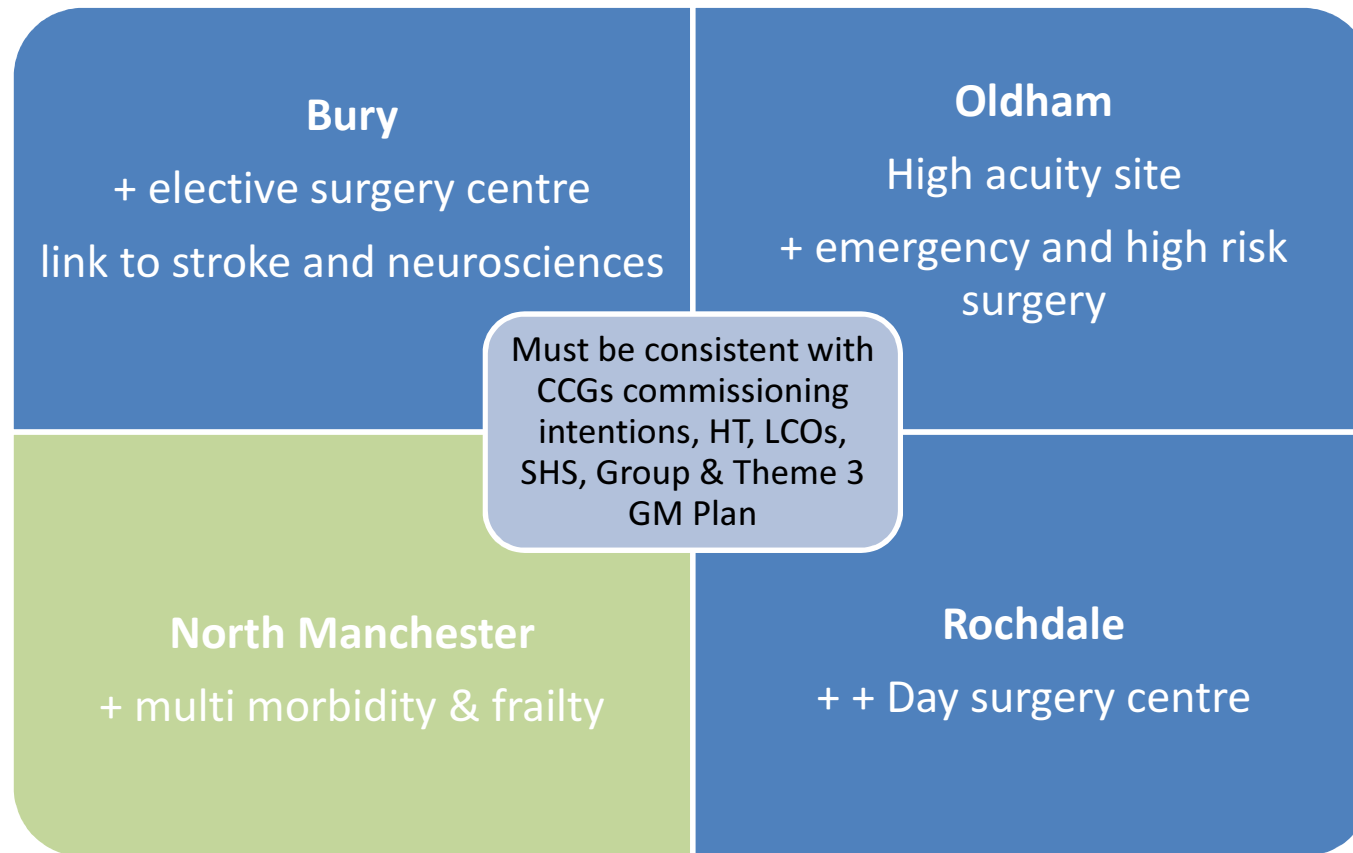 Bury
+ elective surgery centre
link to stroke and neurosciences
Oldham
High acuity site
+ emergency and high risk
surgery
Must be consistent with
CCGs commissioning
intentions, HT, LCOs,
SHS, Group & Theme 3
GM Plan
North Manchester
+ multi morbidity & frailty
Rochdale
+ + Day surgery centre